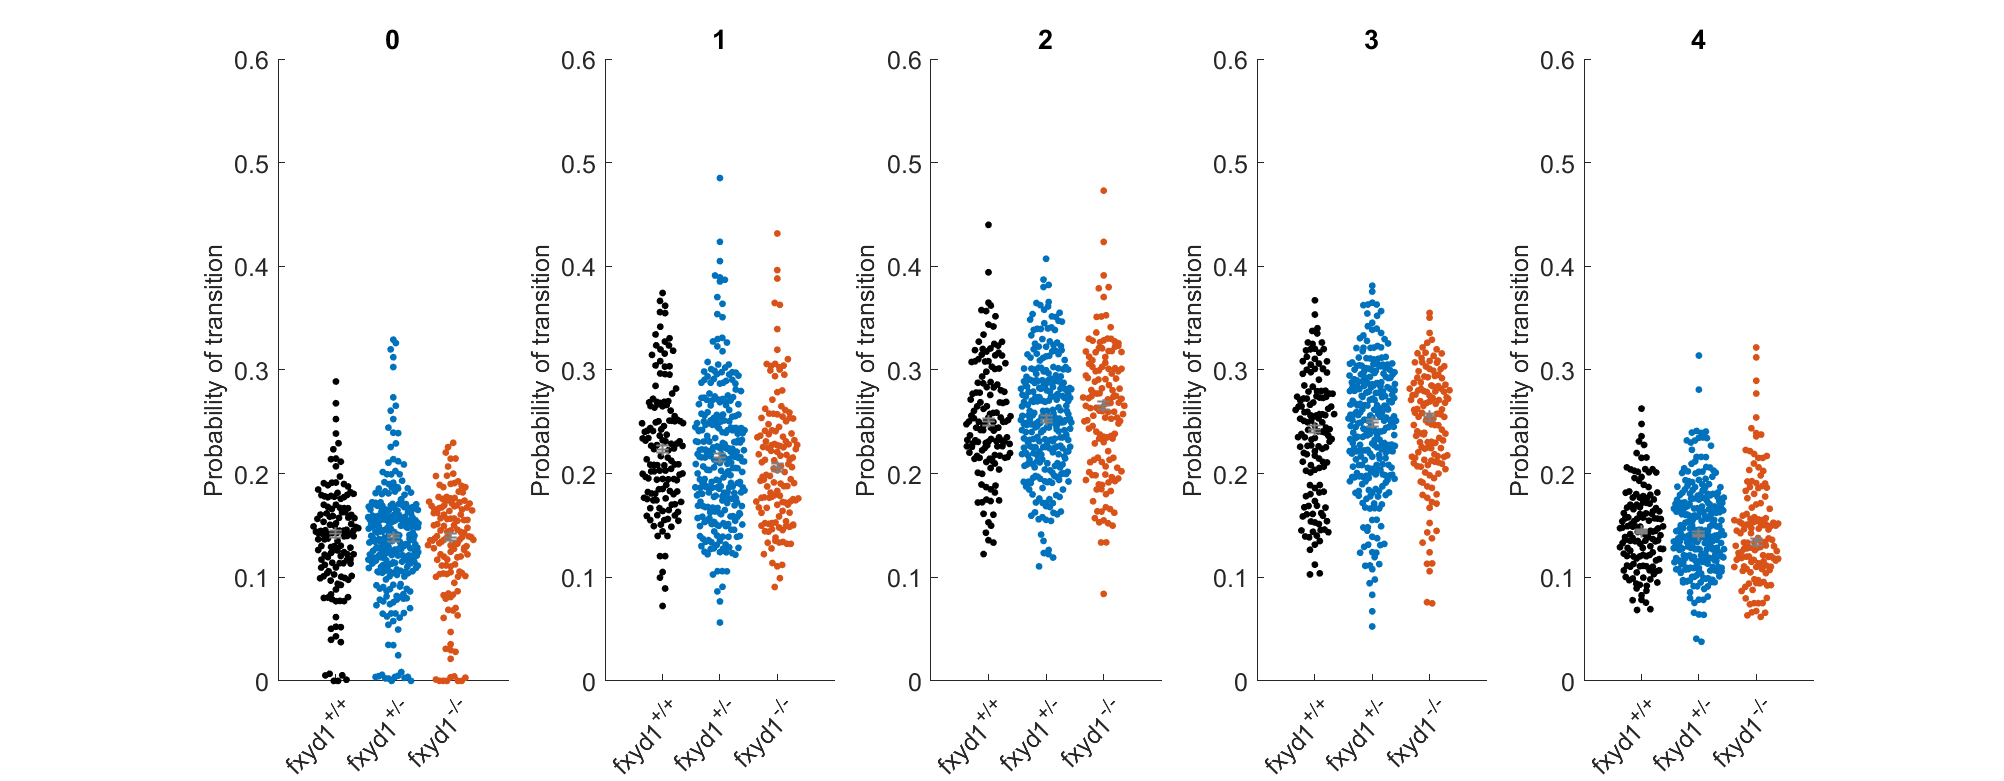 0
1
2
3
4
0.6
0.5
0.4
0.3
0.2
0.1
0
Probability of transition
fxyd1+/+
fxyd1+/-
fxyd1-/-
0.6
0.5
0.4
0.3
0.2
0.1
0
Probability of transition
fxyd1+/+
fxyd1+/-
fxyd1-/-
0.6
0.5
0.4
0.3
0.2
0.1
0
Probability of transition
fxyd1+/+
fxyd1+/-
fxyd1-/-
0.6
0.5
0.4
0.3
0.2
0.1
0
Probability of transition
fxyd1+/+
fxyd1+/-
fxyd1-/-
0.6
0.5
0.4
0.3
0.2
0.1
0
Probability of transition
fxyd1+/+
fxyd1+/-
fxyd1-/-